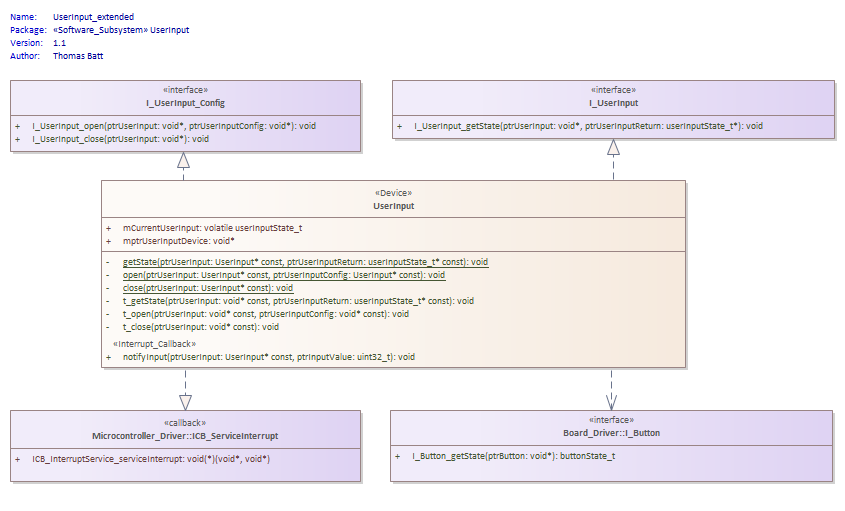 Name: UserInput_extended
Package: «Software_Subsystem» UserInput
Version: 1.1
Author: Thomas Batt
«interface»
I_UserInput_Config
+ I_UserInput_open(ptrUserInput: void*, ptrUserInputConfig: void*): void
+ I_UserInput_close(ptrUserInput: void*): void
«interface»
I_UserInput
+ I_UserInput_getState(ptrUserInput: void*, ptrUserInputReturn: userInputState_t*): void
«Device»
UserInput
+ mCurrentUserInput: volatile userInputState_t
+ mptrUserInputDevice: void*
- getState(ptrUserInput: UserInput* const, ptrUserInputReturn: userInputState_t* const): void
- open(ptrUserInput: UserInput* const, ptrUserInputConfig: UserInput* const): void
- close(ptrUserInput: UserInput* const): void
- t_getState(ptrUserInput: void* const, ptrUserInputReturn: userInputState_t* const): void
- t_open(ptrUserInput: void* const, ptrUserInputConfig: void* const): void
- t_close(ptrUserInput: void* const): void
«Interrupt_Callback»
+ notifyInput(ptrUserInput: UserInput* const, ptrInputValue: uint32_t): void
«callback»
Microcontroller_Driver::ICB_ServiceInterrupt
+ ICB_InterruptService_serviceInterrupt: void(*)(void*, void*)
«interface»
Board_Driver::I_Button
+ I_Button_getState(ptrButton: void*): buttonState_t